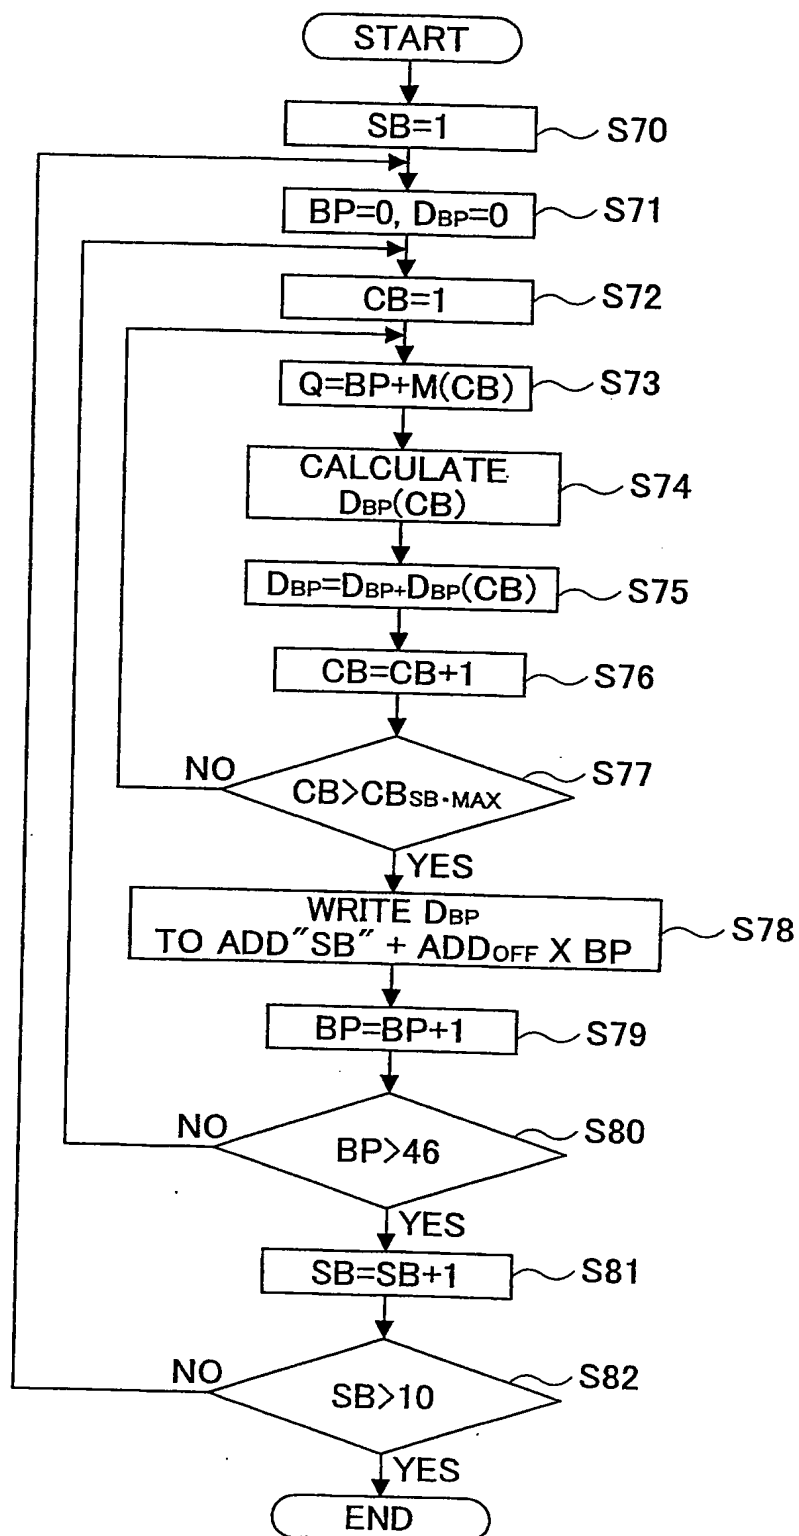 START
SB=1
S70
BP=0, DBP=0
S71
CB=1
S72
Q=BP+M(CB)
S73
CALCULATE
DBP(CB)
S74
DBP=DBP+DBP(CB)
S75
CB=CB+1
S76
NO
CB>CBSB·MAX
S77
YES
WRITE DBP
TO ADD"SB" + ADDOFF X BP
S78
BP=BP+1
S79
NO
BP>46
S80
YES
SB=SB+1
S81
NO
SB>10
S82
YES
END